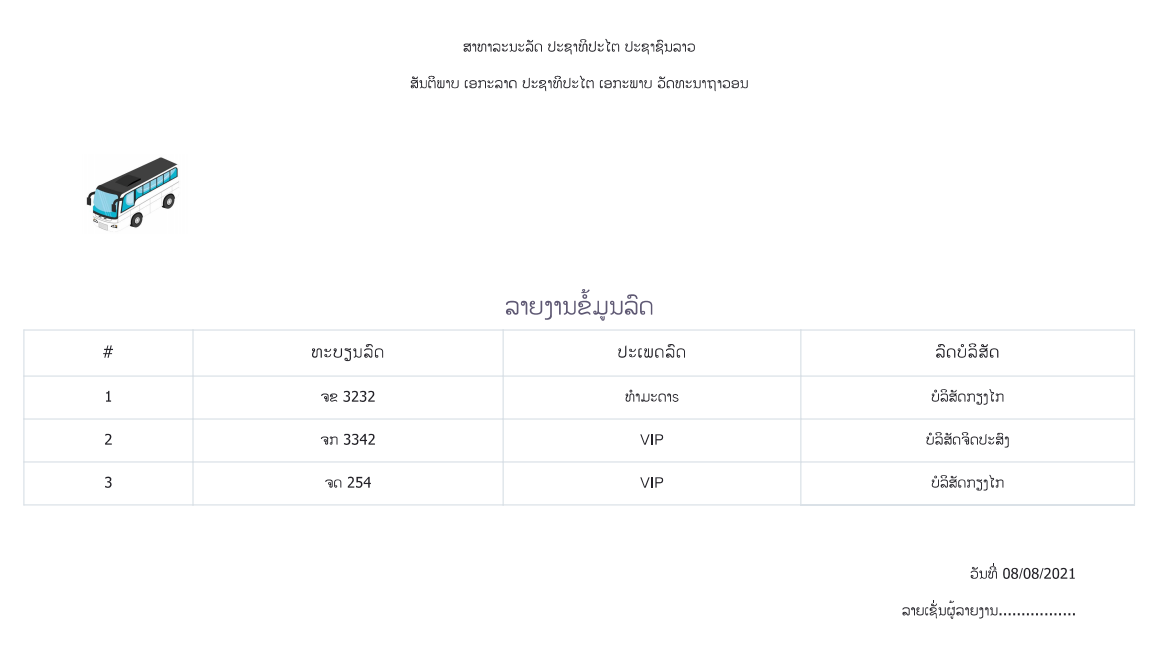 ສາທາລະນະລັດ ປະຊາທິປະໄຕ ປະຊາຊົນລາວ
ສັນຕິພາບ ເອກະລາດ ປະຊາທິປະໄຕ ເອກະພາບ ວັດທະນາຖາວອນ
ລາຍງານຂໍ້ມູນລົດ
# ທະບຽນລົດ ປະເພດລົດ ລົດບໍລິສັດ
1 ຈຂ 3232 ທຳມະດາs ບໍລິສັດກຽງໄກ
2 ຈກ 3342 VIP ບໍລິສັດຈິດປະສົງ
3 ຈດ 254 VIP ບໍລິສັດກຽງໄກ
ວັນທີ່ 08/08/2021
ລາຍເຊັ່ນຜູ້ລາຍງານ.................